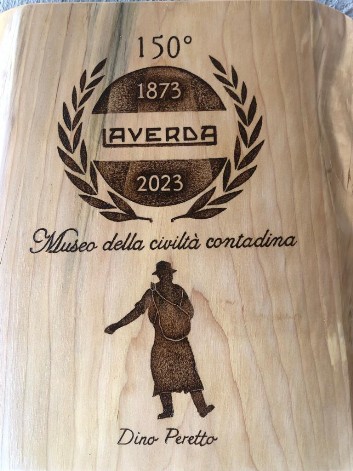 150°
1873
LAVERDA
2023
Museo della civiltà contadina
Dino Peretto